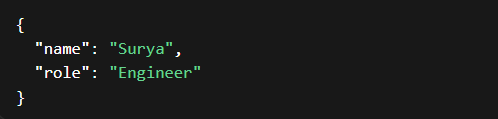 {
  "name": "Surya",
  "role": "Engineer"
}